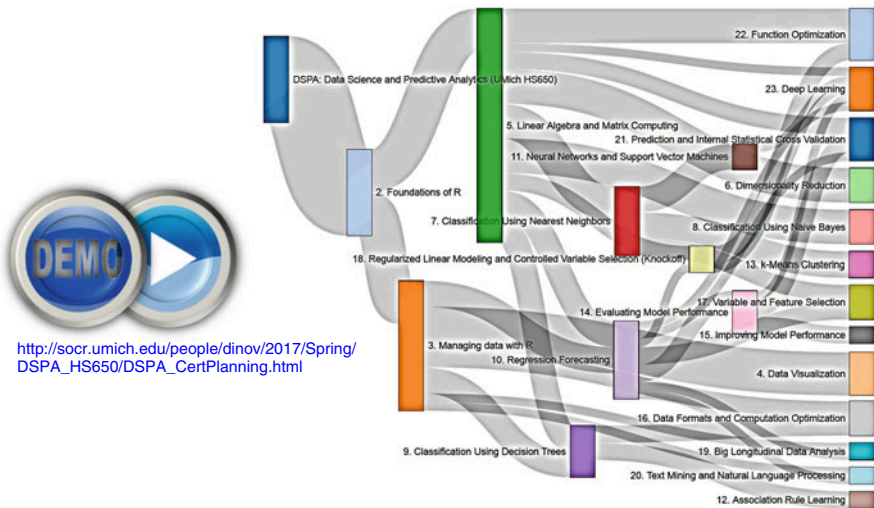 22. Function Optimization
23. Deep Learning
DSPA: Data Science and Predictive Analytics (UMich HS650)
5. Linear Algebra and Matrix Computing
21. Prediction and Internal Statistical Cross Validation
11. Neural Networks and Support Vector Machines
2. Foundations of R
6. Dimensionality Reduction
7. Classification Using Nearest Neighbors
8. Classification Using Naive Bayes
DEMO
18. Regularized Linear Modeling and Controlled Variable Selection (Knockoff)
13. k-Means Clustering
17. Variable and Feature Selection
14. Evaluating Model Performance
15. Improving Model Performance
http://socr.umich.edu/people/dinov/2017/Spring/
DSPA_HS650/DSPA_CertPlanning.html
3. Managing data with R
10. Regression Forecasting
4. Data Visualization
16. Data Formats and Computation Optimization
9. Classification Using Decision Trees
19. Big Longitudinal Data Analysis
20. Text Mining and Natural Language Processing
12. Association Rule Learning